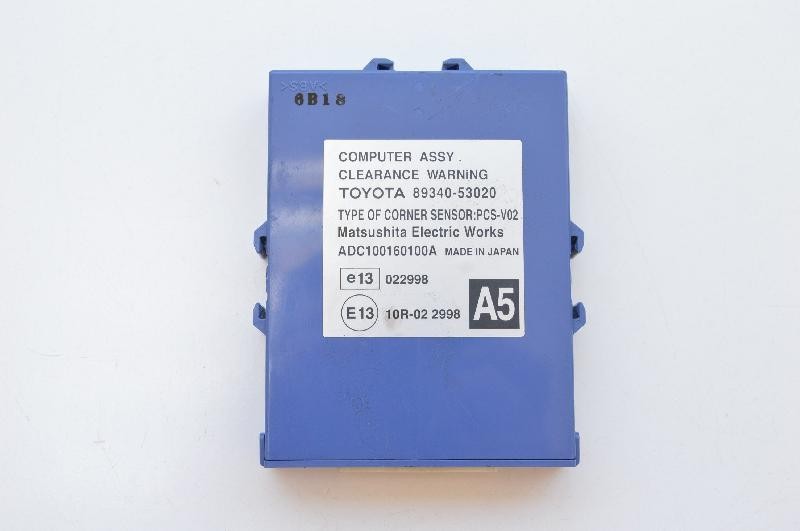 >ABS<
6B18
COMPUTER ASSY.
CLEARANCE WARNiNG
TOYOTA 89340-53020
TYPE OF CORNER SENSOR:PCS-V02
Matsushita Electric Works
ADC100160100A MADE IN JAPAN
e13 022998
E13 10R-02 2998
A5